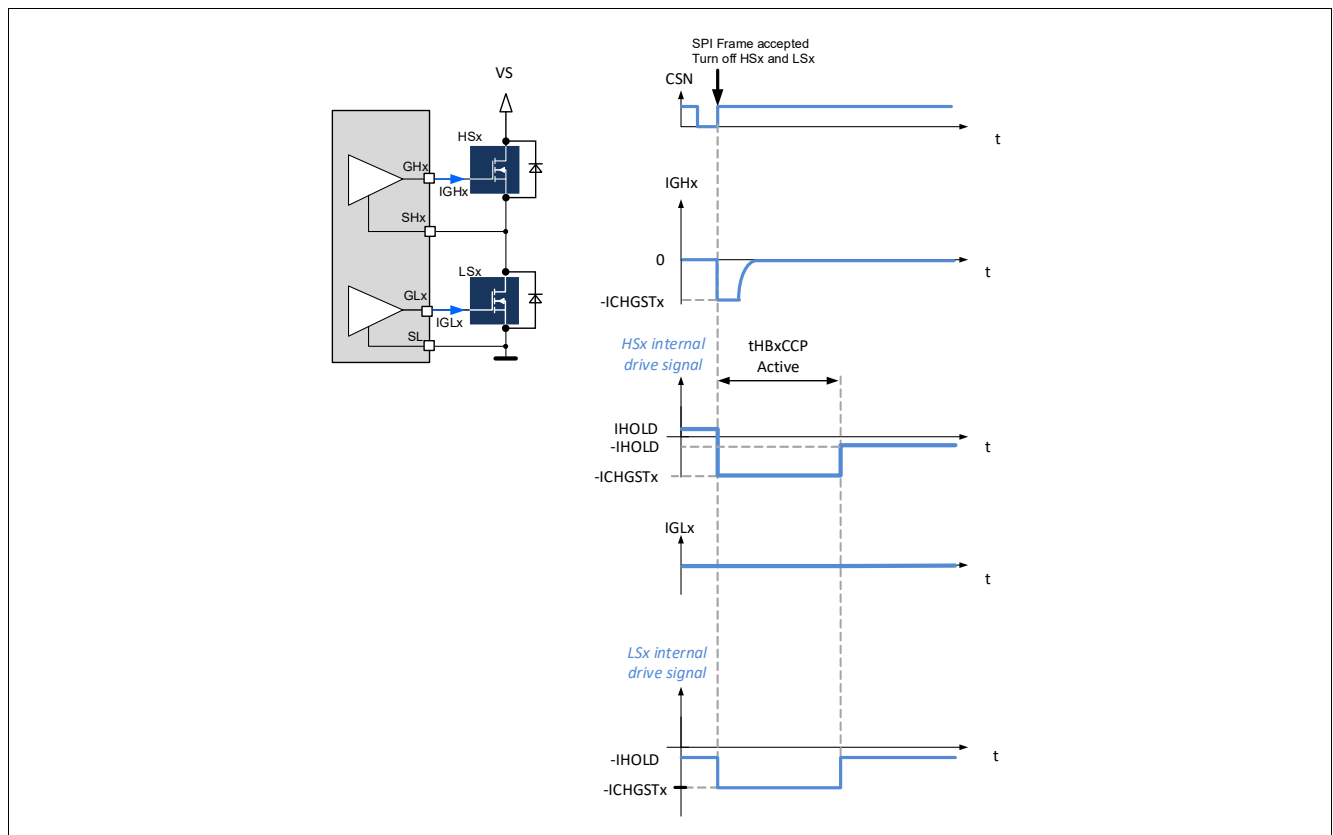 VS
HSx
GHx
IGHx
SHx
LSx
GLx
IGLx
SL
SPI Frame accepted
Turn off HSx and LSx
CSN
t
IGHx
0
t
-ICHGSTx
HSx internal
drive signal
tHBxCCP
Active
IHOLD
-IHOLD
t
-ICHGSTx
IGLx
t
LSx internal
drive signal
-IHOLD
t
-ICHGSTx